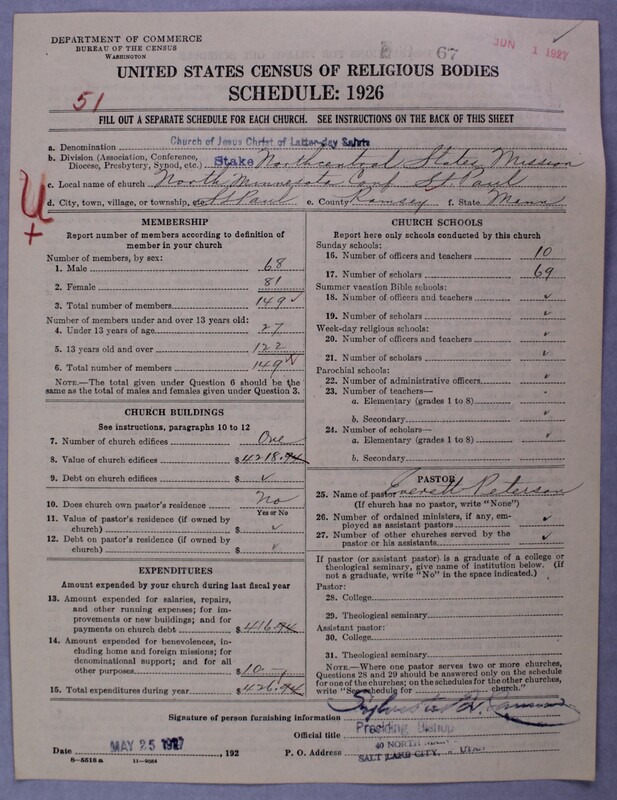 DEPARTMENT OF COMMERCE
BUREAU OF THE CENSUS
WASHINGTON
67
JUN 1 1927
UNITED STATES CENSUS OF RELIGIOUS BODIES
SCHEDULE: 1926
51
FILL OUT A SEPARATE SCHEDULE FOR EACH CHURCH. SEE INSTRUCTIONS ON THE BACK OF THIS SHEET
a. Denomination Church of Jesus Christ of Latter-day Saints
b. Division (Association, Conference, Diocese, Presbytery, Synod, etc.) Stake Northcentral States Mission
c. Local name of church North Minnesota Conf St Paul
d. City, town, village, or township, etc. St Paul e. County Ramsey f. State Minn
MEMBERSHIP
Report number of members according to definition of
member in your church
Number of members, by sex:
1. Male 68
2. Female 81
3. Total number of members 149
Number of members under and over 13 years old:
4. Under 13 years of age 27
5. 13 years old and over 122
6. Total number of members 149
NOTE.—The total given under Question 6 should be the
same as the total of males and females given under Question 3.
CHURCH BUILDINGS
See instructions, paragraphs 10 to 12
7. Number of church edifices One
8. Value of church edifices $ 4218.94
9. Debt on church edifices $
10. Does church own pastor's residence No
Yes or No
11. Value of pastor's residence (if owned by
church) $
12. Debt on pastor's residence (if owned by
church) $
EXPENDITURES
Amount expended by your church during last fiscal year
13. Amount expended for salaries, repairs,
and other running expenses; for im-
provements or new buildings; and for
payments on church debt $ 416.94
14. Amount expended for benevolences, in-
cluding home and foreign missions; for
denominational support; and for all
other purposes $ 10.—
15. Total expenditures during year $ 426.94
CHURCH SCHOOLS
Report here only schools conducted by this church
Sunday schools:
16. Number of officers and teachers 10
17. Number of scholars 69
Summer vacation Bible schools:
18. Number of officers and teachers
19. Number of scholars
Week-day religious schools:
20. Number of officers and teachers
21. Number of scholars
Parochial schools:
22. Number of administrative officers
23. Number of teachers—
a. Elementary (grades 1 to 8)
b. Secondary
24. Number of scholars—
a. Elementary (grades 1 to 8)
b. Secondary
PASTOR
25. Name of pastor Everett Peterson
(If church has no pastor, write "None")
26. Number of ordained ministers, if any, em-
ployed as assistant pastors
27. Number of other churches served by the
pastor or his assistants
If pastor (or assistant pastor) is a graduate of a college or
theological seminary, give name of institution below. (If
not a graduate, write "No" in the space indicated.)
Pastor:
28. College
29. Theological seminary
Assistant pastor:
30. College
31. Theological seminary
NOTE.—Where one pastor serves two or more churches,
Questions 28 and 29 should be answered only on the schedule
for one of the churches; on the schedules for the other churches,
write "See schedule for church."
Signature of person furnishing information
Official title Presiding Bishop
Date MAY 25 1927, 192 P. O. Address 40 NORTH
SALT LAKE CITY, UTAH
8—5516 a 11—9054